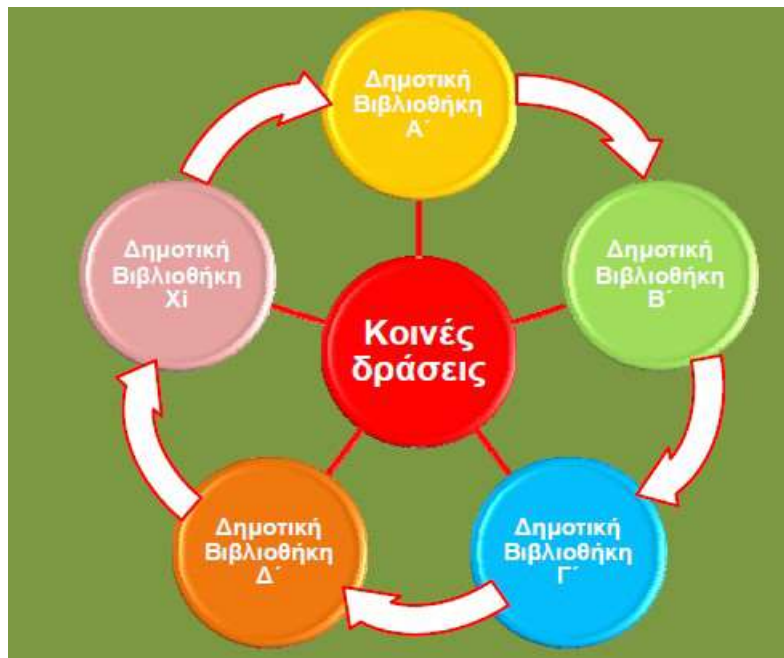 Δημοτική
Βιβλιοθήκη
Α΄
Δημοτική
Βιβλιοθήκη
Χi
Δημοτική
Βιβλιοθήκη
Β΄
Κοινές
δράσεις
Δημοτική
Βιβλιοθήκη
Δ΄
Δημοτική
Βιβλιοθήκη
Γ΄